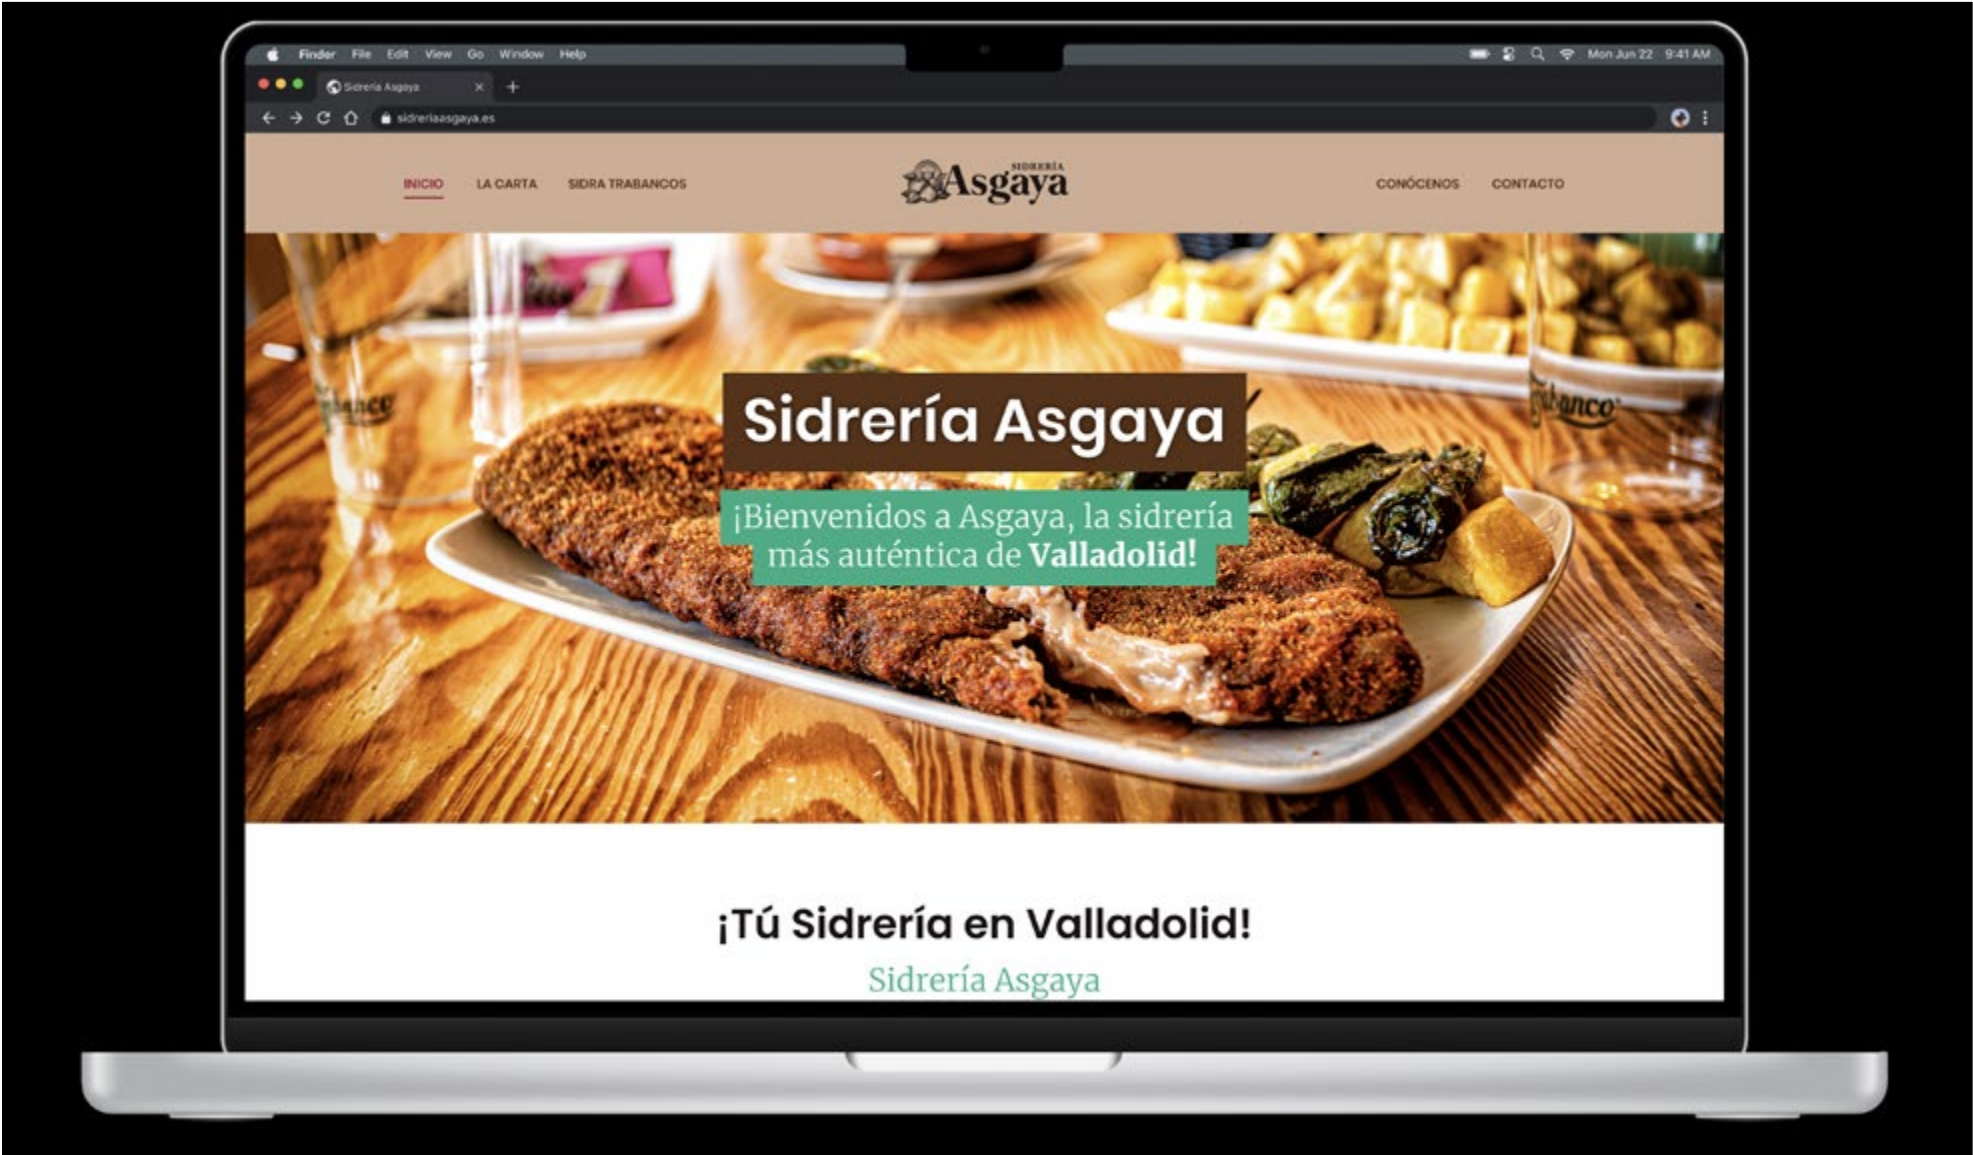 Finder File Edit View Go Window Help
Mon Jun 22 9:41 AM
Sidrería Asgaya
sidreriaasgaya.es
INICIO LA CARTA SIDRA TRABANCOS
SIDRERÍA
Asgaya
CONÓCENOS CONTACTO
Sidrería Asgaya
¡Bienvenidos a Asgaya, la sidrería
más auténtica de Valladolid!
¡Tú Sidrería en Valladolid!
Sidrería Asgaya